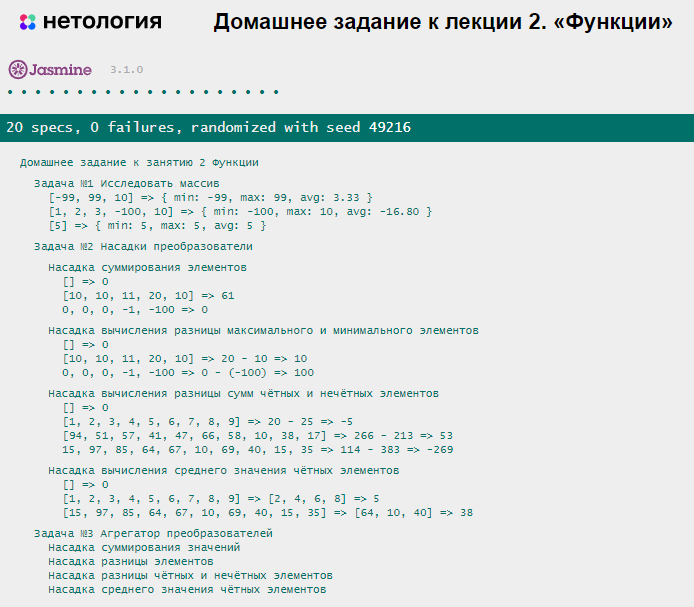 нетология
Домашнее задание к лекции 2. «Функции»
Jasmine 3.1.0
• • • • • • • • • • • • • • • • • • • •
20 specs, 0 failures, randomized with seed 49216
Домашнее задание к занятию 2 Функции
Задача №1 Исследовать массив
[-99, 99, 10] => { min: -99, max: 99, avg: 3.33 }
[1, 2, 3, -100, 10] => { min: -100, max: 10, avg: -16.80 }
[5] => { min: 5, max: 5, avg: 5 }
Задача №2 Насадки преобразователи
Насадка суммирования элементов
[] => 0
[10, 10, 11, 20, 10] => 61
0, 0, 0, -1, -100 => 0
Насадка вычисления разницы максимального и минимального элементов
[] => 0
[10, 10, 11, 20, 10] => 20 - 10 => 10
0, 0, 0, -1, -100 => 0 - (-100) => 100
Насадка вычисления разницы сумм чётных и нечётных элементов
[] => 0
[1, 2, 3, 4, 5, 6, 7, 8, 9] => 20 - 25 => -5
[94, 51, 57, 41, 47, 66, 58, 10, 38, 17] => 266 - 213 => 53
15, 97, 85, 64, 67, 10, 69, 40, 15, 35 => 114 - 383 => -269
Насадка вычисления среднего значения чётных элементов
[] => 0
[1, 2, 3, 4, 5, 6, 7, 8, 9] => [2, 4, 6, 8] => 5
[15, 97, 85, 64, 67, 10, 69, 40, 15, 35] => [64, 10, 40] => 38
Задача №3 Агрегатор преобразователей
Насадка суммирования значений
Насадка разницы элементов
Насадка разницы чётных и нечётных элементов
Насадка среднего значения чётных элементов